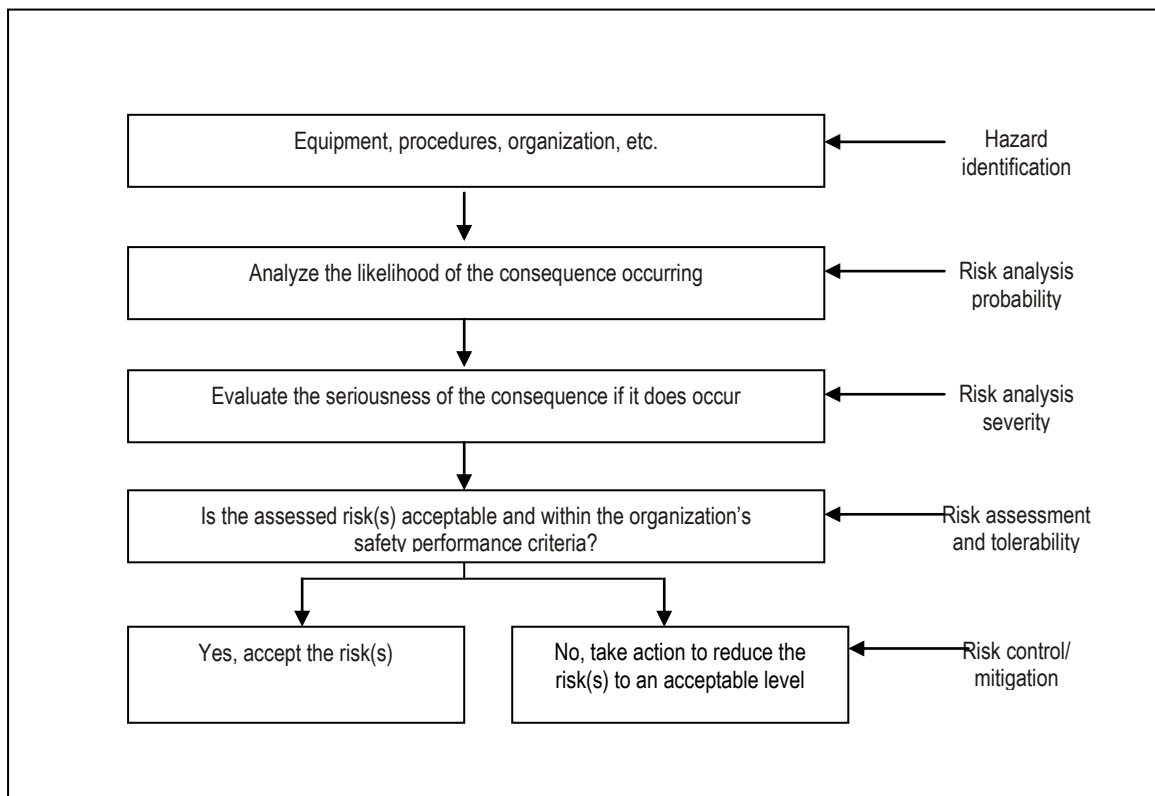 Equipment, procedures, organization, etc.
Hazard
identification
Analyze the likelihood of the consequence occurring
Risk analysis
probability
Evaluate the seriousness of the consequence if it does occur
Risk analysis
severity
Is the assessed risk(s) acceptable and within the organization’s
safety performance criteria?
Risk assessment
and tolerability
Yes, accept the risk(s)
No, take action to reduce the
risk(s) to an acceptable level
Risk control/
mitigation